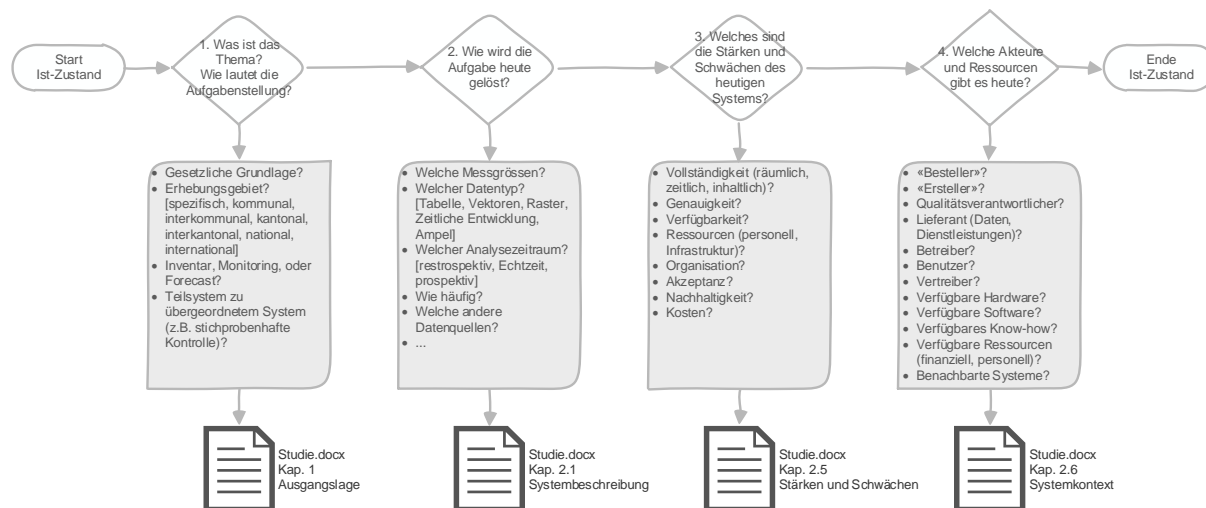 Start
Ist-Zustand
1. Was ist das
Thema?
Wie lautet die
Aufgabenstellung?
2. Wie wird die
Aufgabe heute
gelöst?
3. Welches sind
die Stärken und
Schwächen des
heutigen
Systems?
4. Welche Akteure
und Ressourcen
gibt es heute?
Ende
Ist-Zustand
• Gesetzliche Grundlage?
• Erhebungsgebiet?
[spezifisch, kommunal,
interkommunal, kantonal,
interkantonal, national,
international]
• Inventar, Monitoring, oder
Forecast?
• Teilsystem zu
übergeordnetem System
(z.B. stichprobenhafte
Kontrolle)?
• Welche Messgrössen?
• Welcher Datentyp?
[Tabelle, Vektoren, Raster,
Zeitliche Entwicklung,
Ampel]
• Welcher Analysezeitraum?
[restrospektiv, Echtzeit,
prospektiv]
• Wie häufig?
• Welche andere
Datenquellen?
• ...
• Vollständigkeit (räumlich,
zeitlich, inhaltlich)?
• Genauigkeit?
• Verfügbarkeit?
• Ressourcen (personell,
Infrastruktur)?
• Organisation?
• Akzeptanz?
• Nachhaltigkeit?
• Kosten?
• «Besteller»?
• «Ersteller»?
• Qualitätsverantwortlicher?
• Lieferant (Daten,
Dienstleistungen)?
• Betreiber?
• Benutzer?
• Vertreiber?
• Verfügbare Hardware?
• Verfügbare Software?
• Verfügbares Know-how?
• Verfügbare Ressourcen
(finanziell, personell)?
• Benachbarte Systeme?
Studie.docx
Kap. 1
Ausgangslage
Studie.docx
Kap. 2.1
Systembeschreibung
Studie.docx
Kap. 2.5
Stärken und Schwächen
Studie.docx
Kap. 2.6
Systemkontext